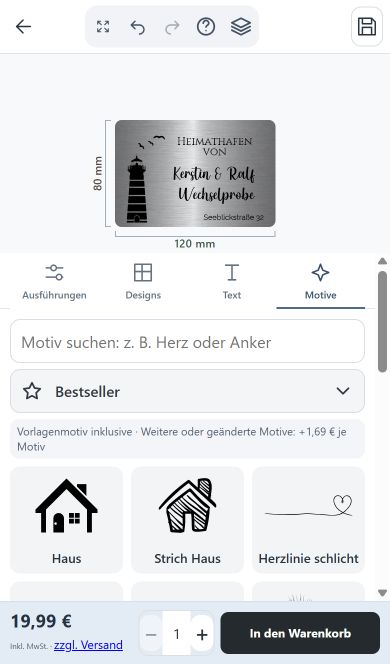 HEIMATHAFEN
VON
Kerstin & Ralf
Wechselprobe
Seeblickstraße 32
80 mm
120 mm
Ausführungen
Designs
Text
Motive
Motiv suchen: z. B. Herz oder Anker
Bestseller
Vorlagenmotiv inklusive · Weitere oder geänderte Motive: +1,69 € je
Motiv
Haus
Strich Haus
Herzlinie schlicht
19,99 €
Inkl. MwSt. · zzgl. Versand
− 1 +
In den Warenkorb